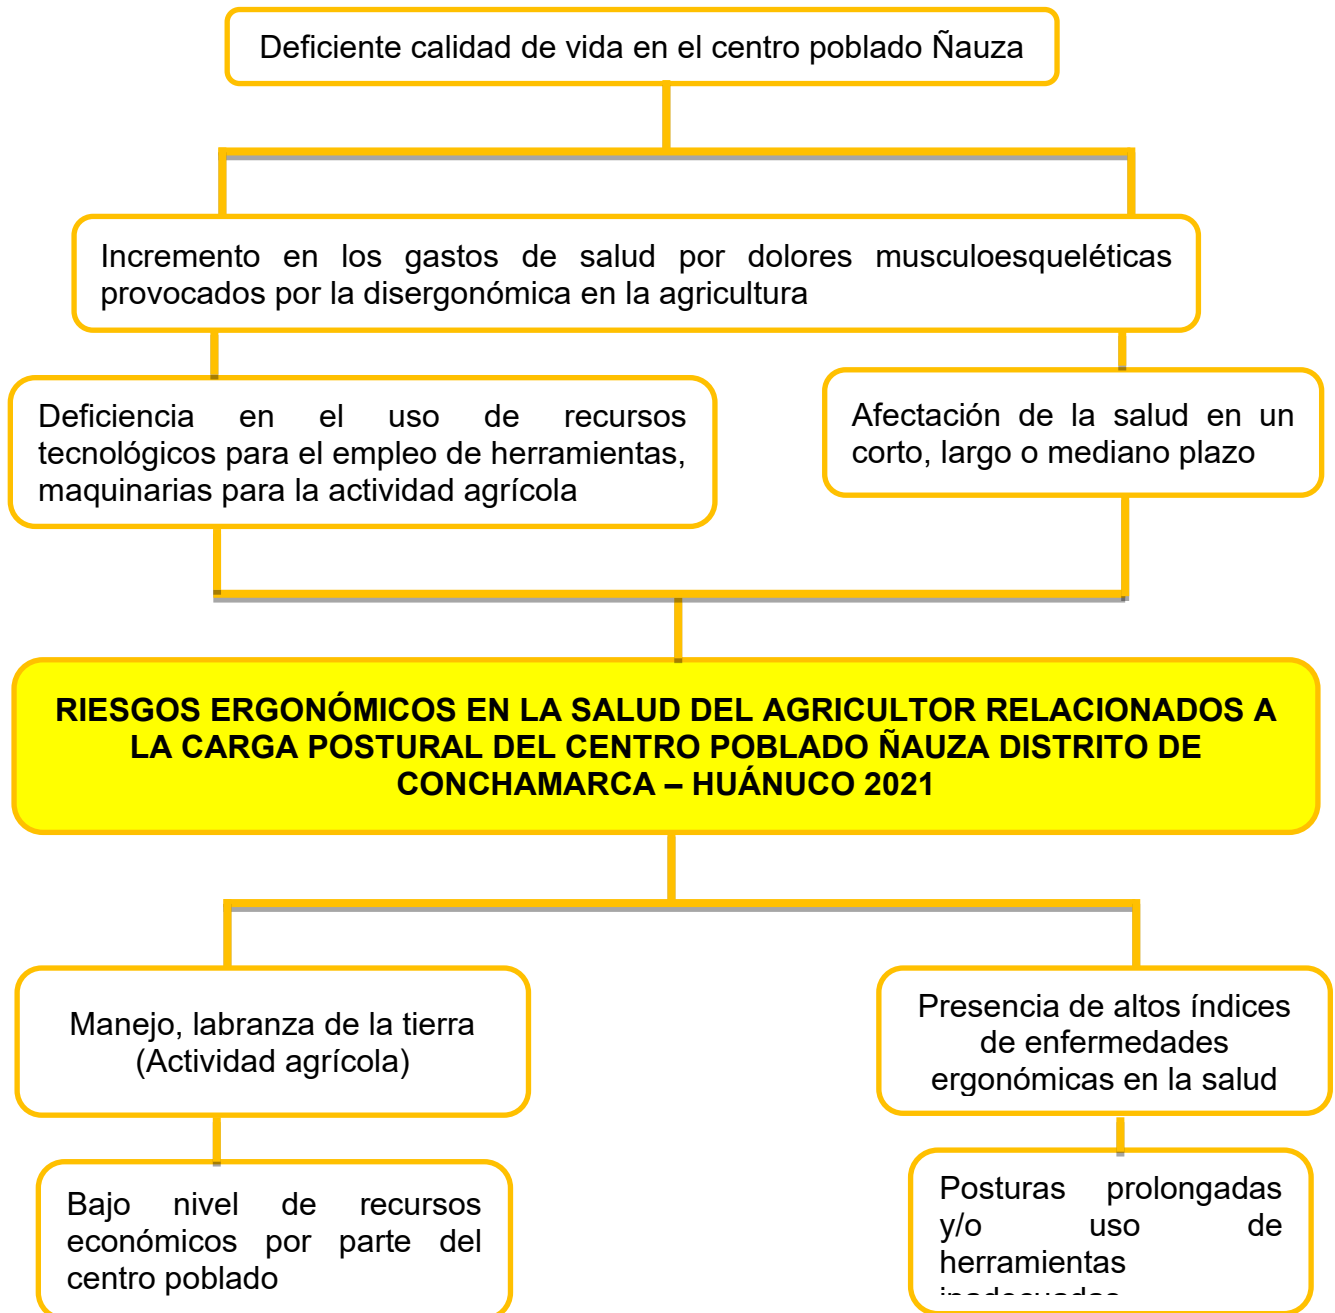 Deficiente calidad de vida en el centro poblado Ñauza
Incremento en los gastos de salud por dolores musculoesqueléticas
provocados por la disergonómica en la agricultura
Deficiencia en el uso de recursos
tecnológicos para el empleo de herramientas,
maquinarias para la actividad agrícola
Afectación de la salud en un
corto, largo o mediano plazo
RIESGOS ERGONÓMICOS EN LA SALUD DEL AGRICULTOR RELACIONADOS A
LA CARGA POSTURAL DEL CENTRO POBLADO ÑAUZA DISTRITO DE
CONCHAMARCA – HUÁNUCO 2021
Manejo, labranza de la tierra
(Actividad agrícola)
Presencia de altos índices
de enfermedades
ergonómicas en la salud
Bajo nivel de recursos
económicos por parte del
centro poblado
Posturas prolongadas
y/o uso de
herramientas
inadecuadas